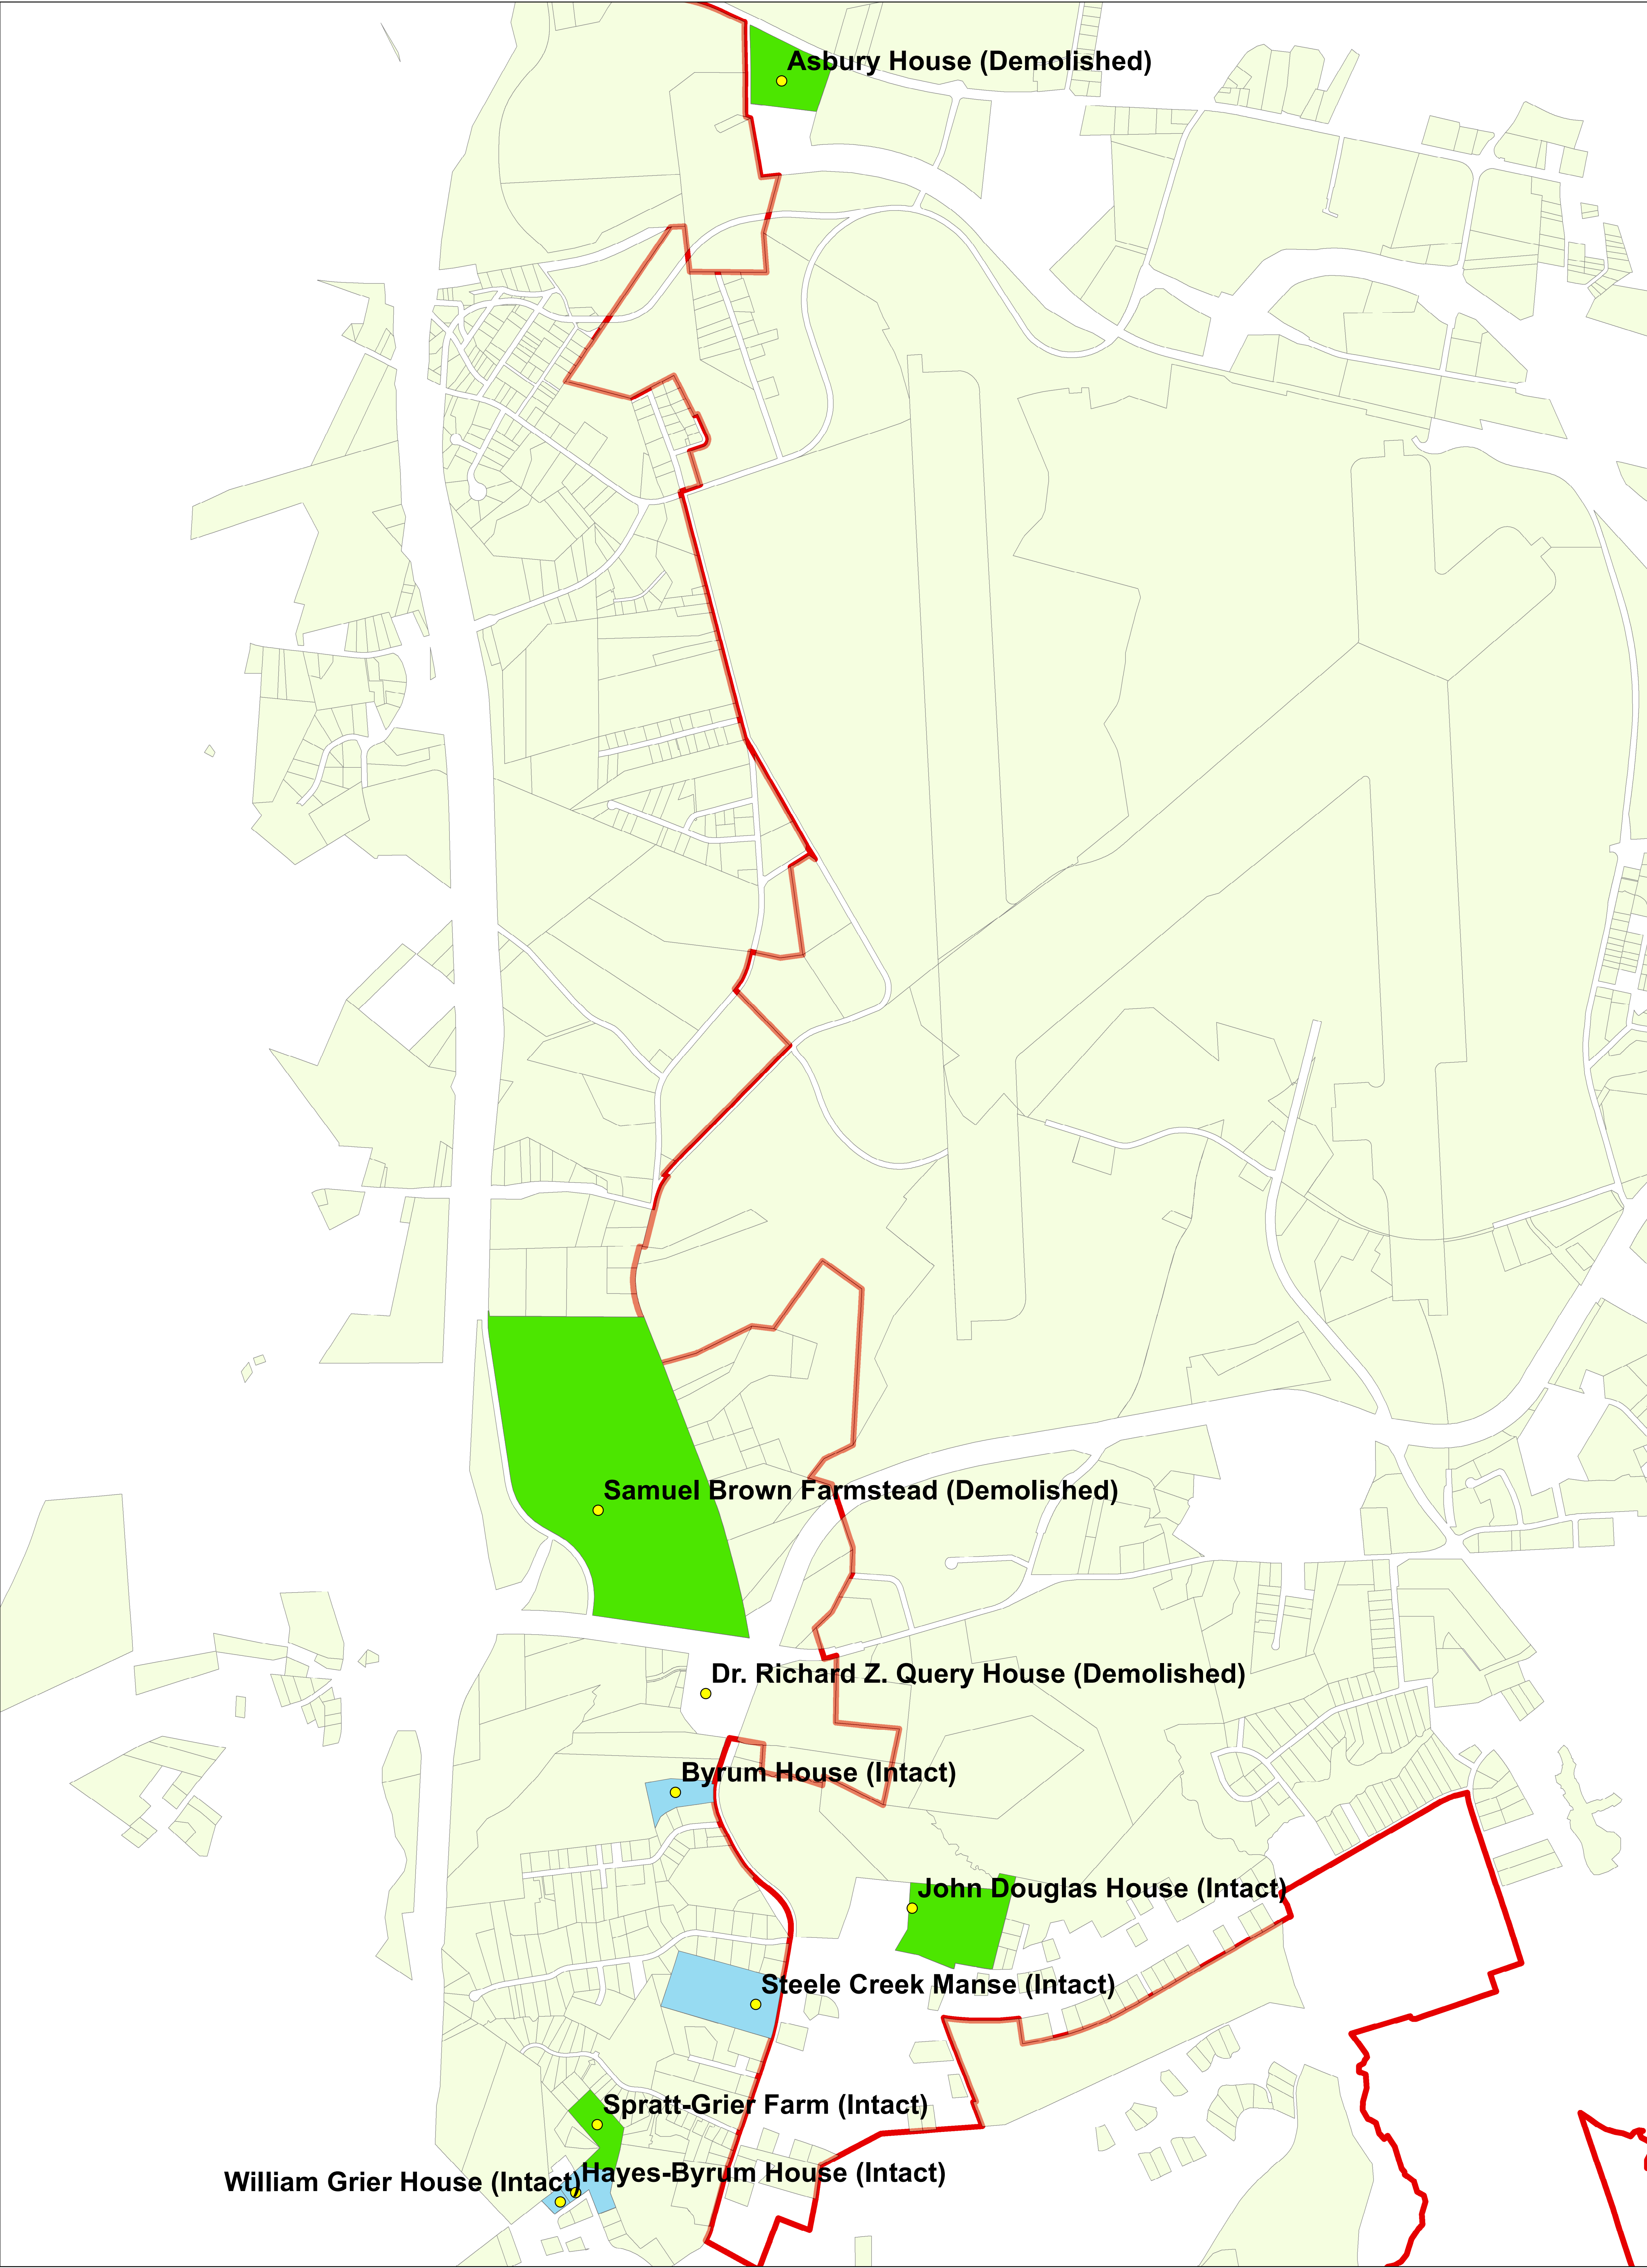 Asbury House (Demolished)
Samuel Brown Farmstead (Demolished)
Dr. Richard Z. Query House (Demolished)
Byrum House (Intact)
John Douglas House (Intact)
Steele Creek Manse (Intact)
Spratt-Grier Farm (Intact)
Hayes-Byrum House (Intact)
William Grier House (Intact)